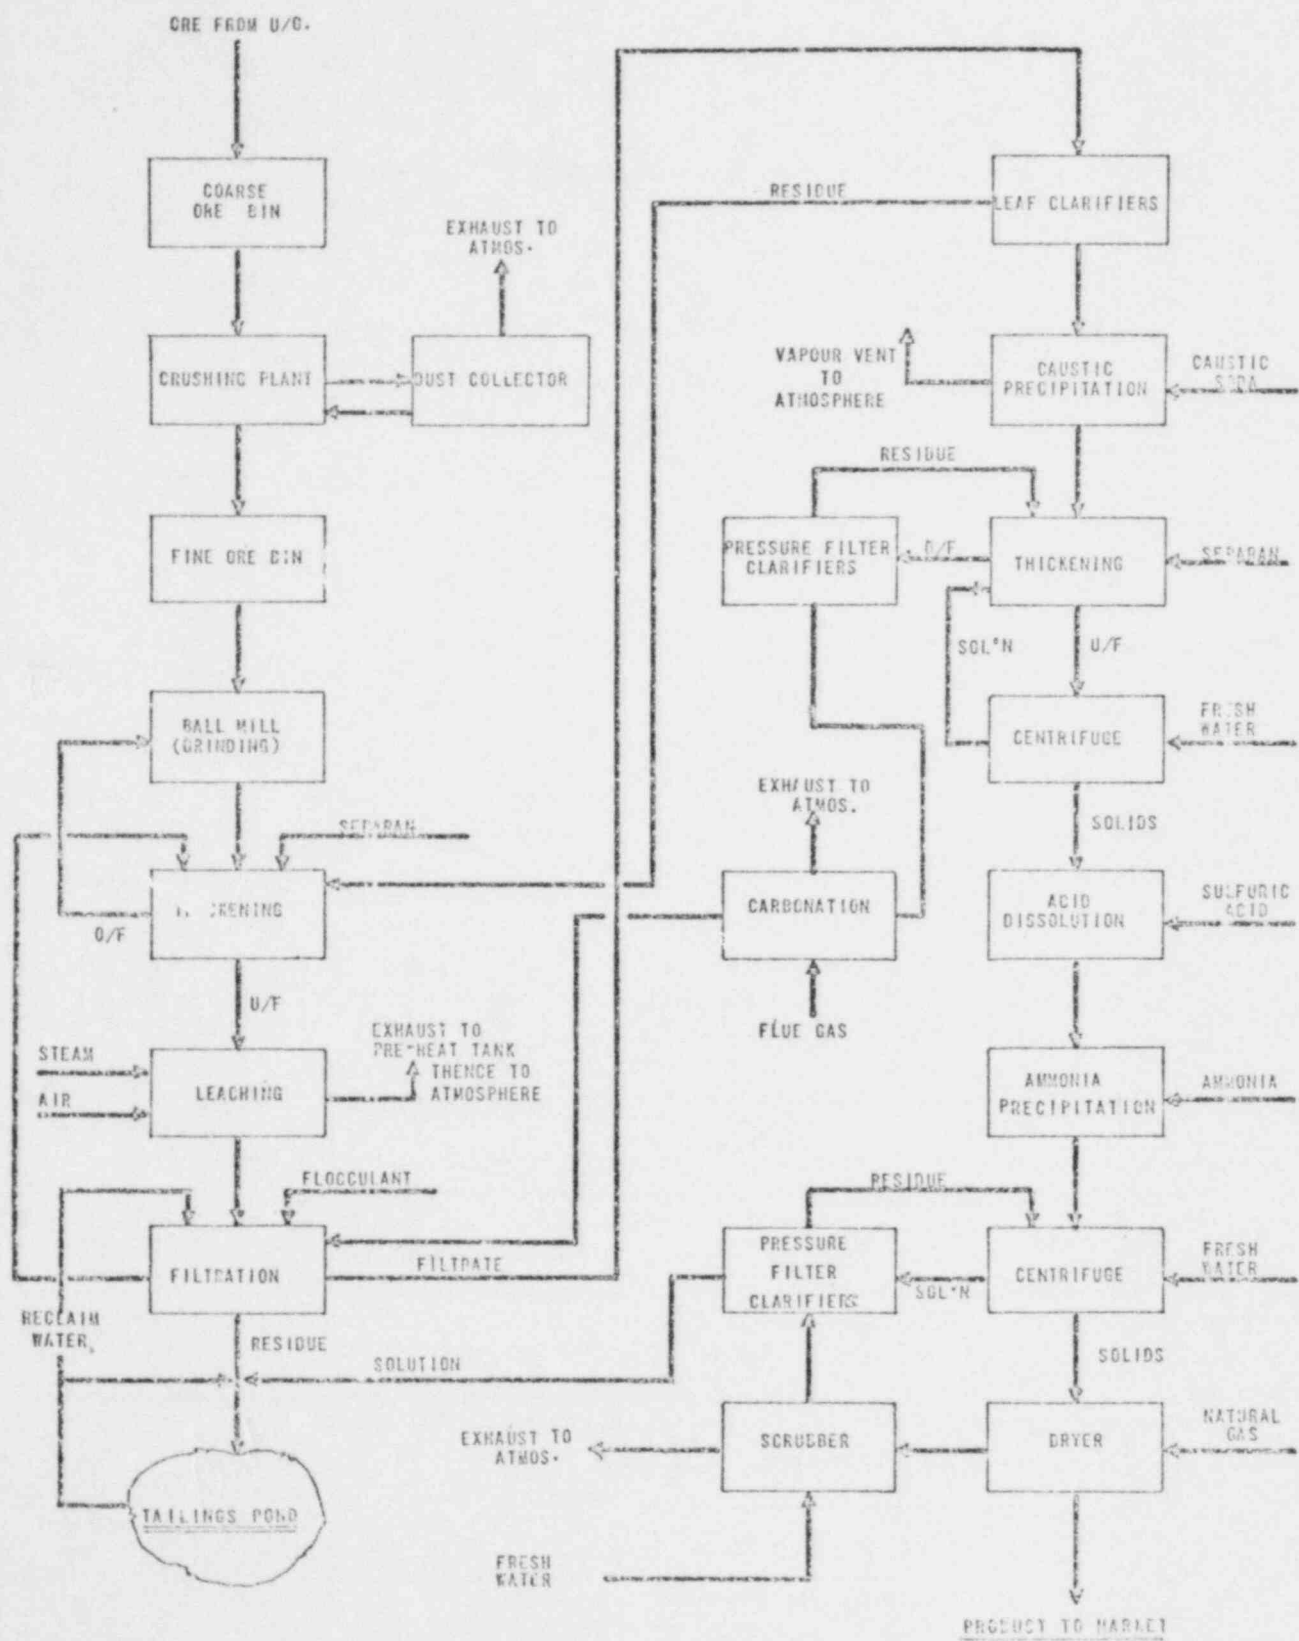 ORE FROM U/G.
COARSE
ORE BIN
EXHAUST TO
ATMOS.
CRUSHING PLANT
DUST COLLECTOR
FINE ORE BIN
BALL MILL
(GRINDING)
SEPARAN
O/F
U/F
STEAM
AIR
LEACHING
EXHAUST TO
PRE-HEAT TANK
THENCE TO
ATMOSPHERE
FLOCCULANT
FILTRATION
FILTRATE
RECLAIM
WATER
RESIDUE
SOLUTION
TAILINGS POND
RESIDUE
LEAF CLARIFIERS
VAPOUR VENT
TO
ATMOSPHERE
CAUSTIC
PRECIPITATION
CAUSTIC
SODA
RESIDUE
PRESSURE FILTER
CLARIFIERS
O/F
THICKENING
SEPARAN
SOL'N
U/F
CENTRIFUGE
FRESH
WATER
EXHAUST TO
ATMOS.
SOLIDS
CARBONATION
FLUE GAS
ACID
DISSOLUTION
SULFURIC
ACID
AMMONIA
PRECIPITATION
AMMONIA
RESIDUE
PRESSURE
FILTER
CLARIFIERS
SOL'N
CENTRIFUGE
FRESH
WATER
SOLIDS
EXHAUST TO
ATMOS.
SCRUBBER
DRYER
NATURAL
GAS
FRESH
WATER
PRODUCT TO MARKET